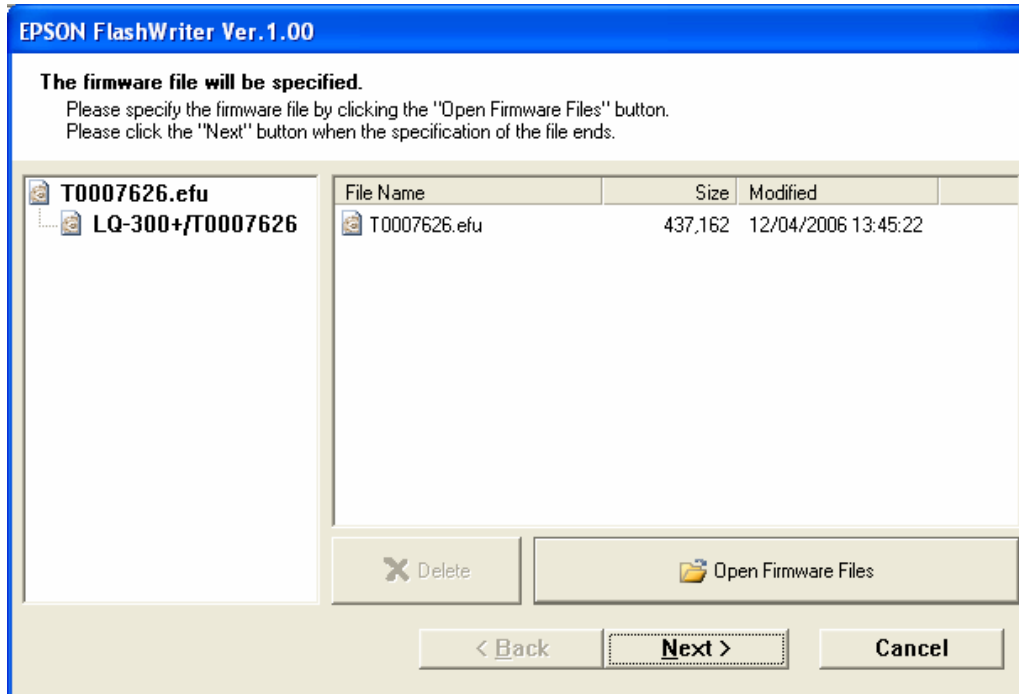 EPSON FlashWriter Ver.1.00
The firmware file will be specified.
Please specify the firmware file by clicking the "Open Firmware Files" button.
Please click the "Next" button when the specification of the file ends.
T0007626.efu
LQ-300+/T0007626
File Name Size Modified
T0007626.efu 437,162 12/04/2006 13:45:22
Delete Open Firmware Files
< Back Next > Cancel